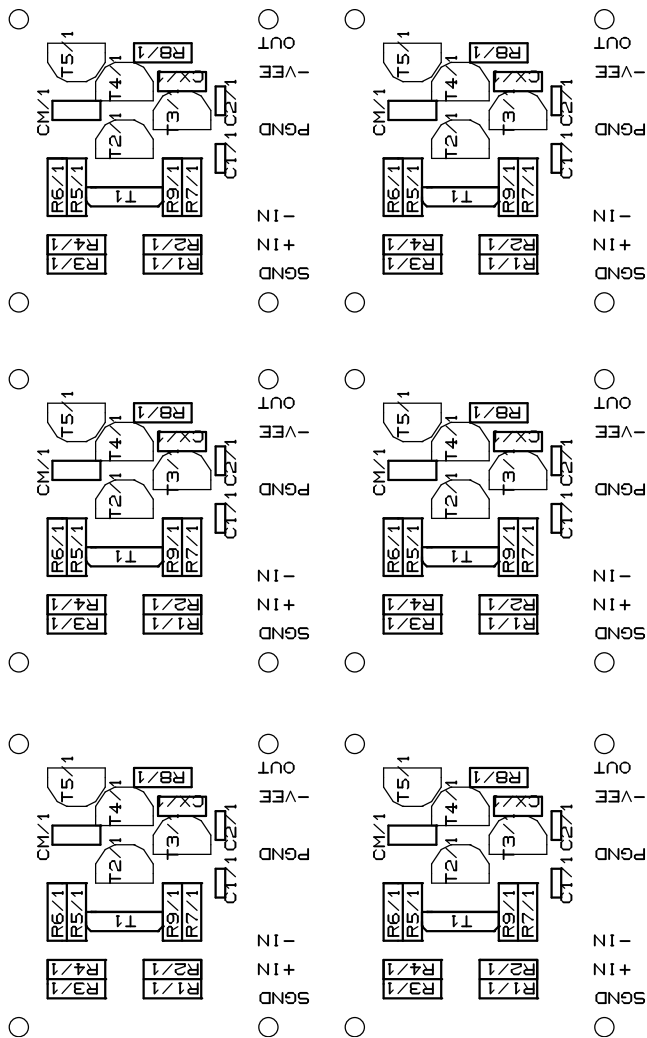 OUT
T5/1
R8/1
-VEE
T4/1
CX/1
CM/1
C2/1
T3/1
PGND
T2/1
C1/1
R6/1
R5/1
T1
R9/1
R7/1
-IN
R4/1
R2/1
+IN
R3/1
R1/1
SGND
OUT
T5/1
R8/1
-VEE
T4/1
CX/1
CM/1
C2/1
T3/1
PGND
T2/1
C1/1
R6/1
R5/1
T1
R9/1
R7/1
-IN
R4/1
R2/1
+IN
R3/1
R1/1
SGND
OUT
T5/1
R8/1
-VEE
T4/1
CX/1
CM/1
C2/1
T3/1
PGND
T2/1
C1/1
R6/1
R5/1
T1
R9/1
R7/1
-IN
R4/1
R2/1
+IN
R3/1
R1/1
SGND
OUT
T5/1
R8/1
-VEE
T4/1
CX/1
CM/1
C2/1
T3/1
PGND
T2/1
C1/1
R6/1
R5/1
T1
R9/1
R7/1
-IN
R4/1
R2/1
+IN
R3/1
R1/1
SGND
OUT
T5/1
R8/1
-VEE
T4/1
CX/1
CM/1
C2/1
T3/1
PGND
T2/1
C1/1
R6/1
R5/1
T1
R9/1
R7/1
-IN
R4/1
R2/1
+IN
R3/1
R1/1
SGND
OUT
T5/1
R8/1
-VEE
T4/1
CX/1
CM/1
C2/1
T3/1
PGND
T2/1
C1/1
R6/1
R5/1
T1
R9/1
R7/1
-IN
R4/1
R2/1
+IN
R3/1
R1/1
SGND